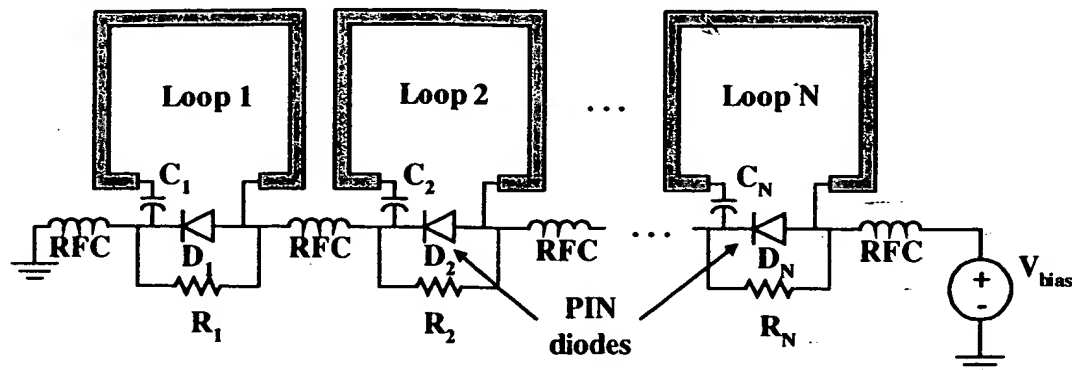 Loop 1
Loop 2
...
Loop N
C1
C2
CN
RFC
D1
RFC
D2
RFC
...
DN
RFC
+
-
Vbias
R1
R2
PIN
diodes
RN